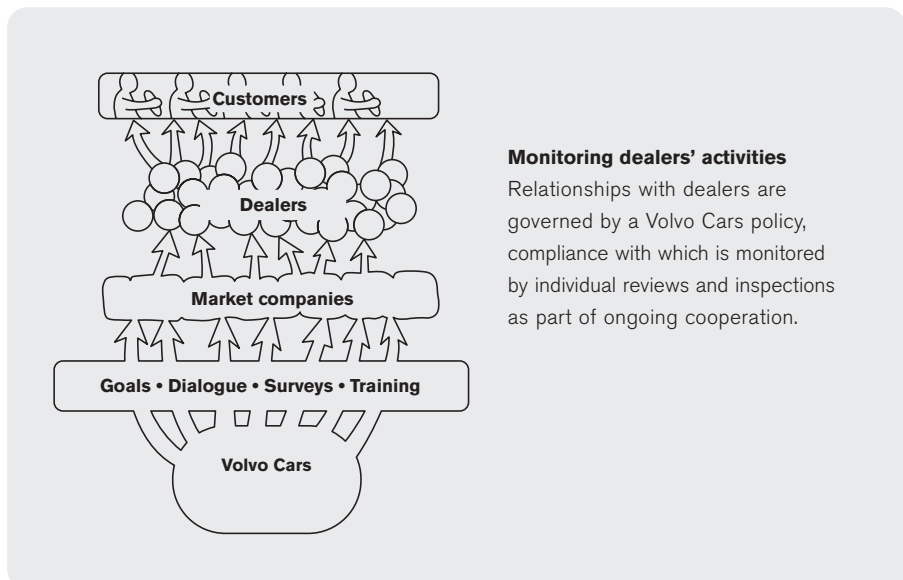 Customers
Dealers
Market companies
Goals • Dialogue • Surveys • Training
Volvo Cars
Monitoring dealers’ activities
Relationships with dealers are
governed by a Volvo Cars policy,
compliance with which is monitored
by individual reviews and inspections
as part of ongoing cooperation.